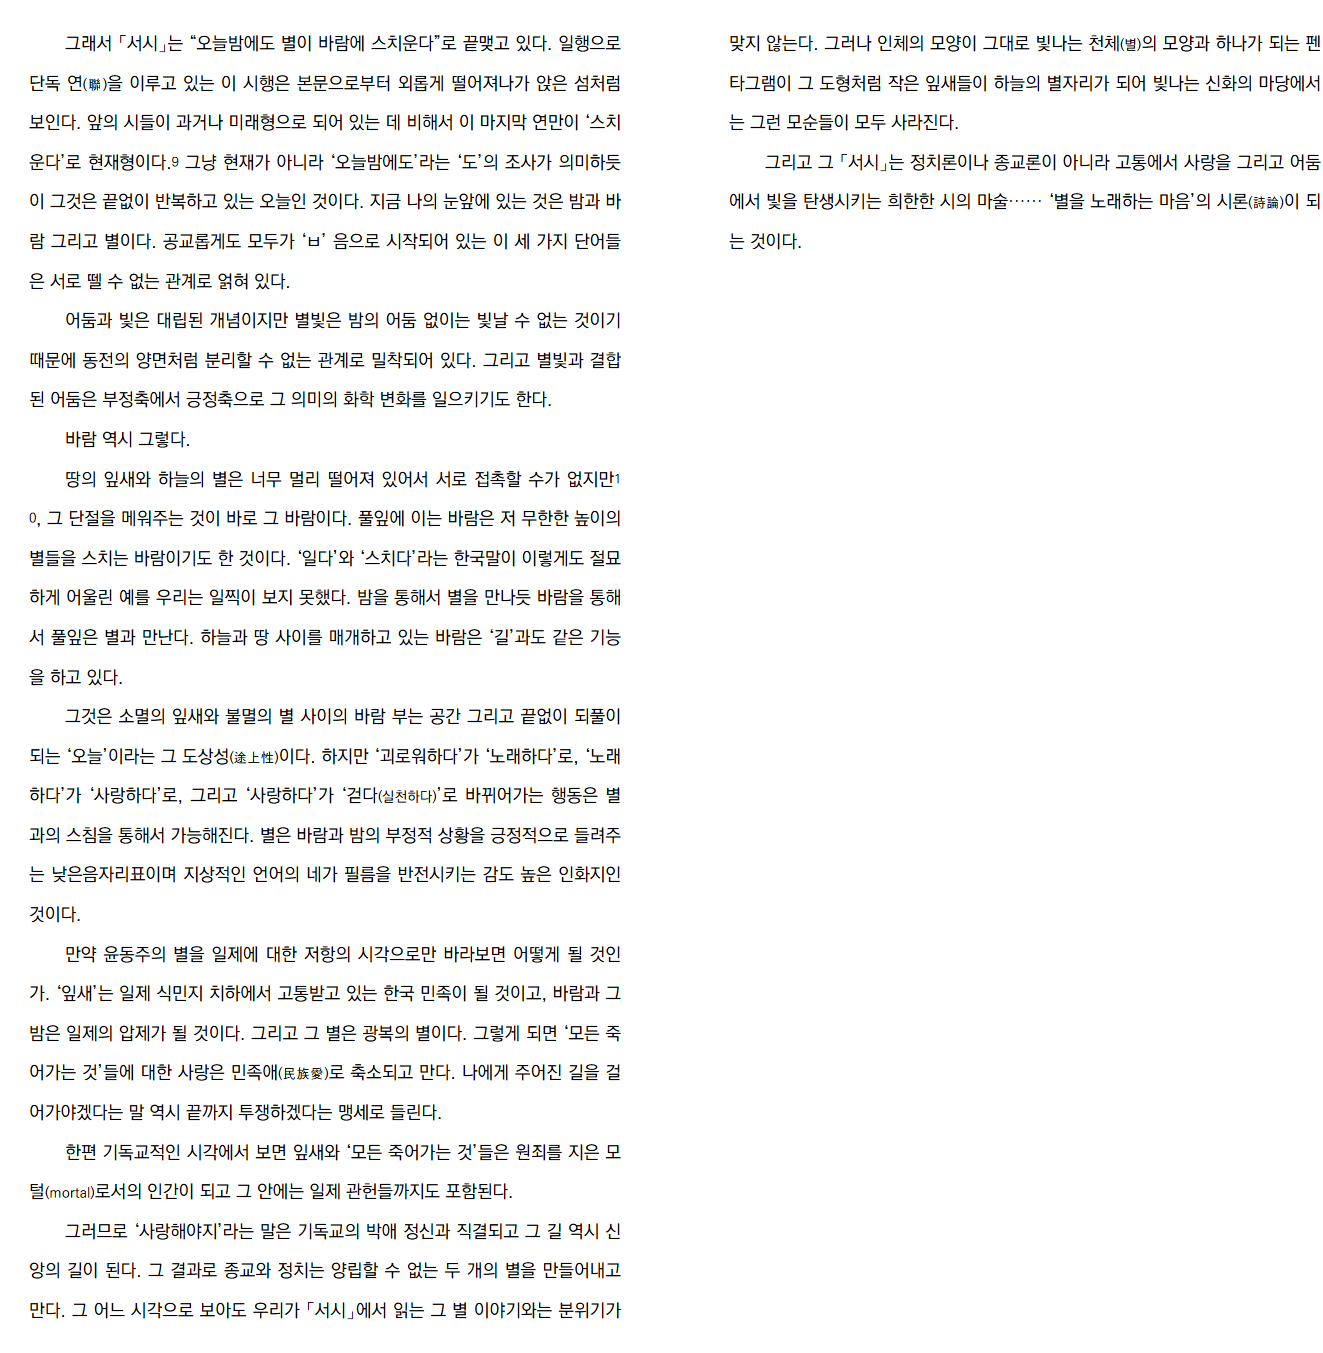 그래서 「서시」는 “오늘밤에도 별이 바람에 스치운다”로 끝맺고 있다. 일행으로
단독 연(聯)을 이루고 있는 이 시행은 본문으로부터 외롭게 떨어져나가 앉은 섬처럼
보인다. 앞의 시들이 과거나 미래형으로 되어 있는 데 비해서 이 마지막 연만이 ‘스치
운다’로 현재형이다.9 그냥 현재가 아니라 ‘오늘밤에도’라는 ‘도’의 조사가 의미하듯
이 그것은 끝없이 반복하고 있는 오늘인 것이다. 지금 나의 눈앞에 있는 것은 밤과 바
람 그리고 별이다. 공교롭게도 모두가 ‘ㅂ’ 음으로 시작되어 있는 이 세 가지 단어들
은 서로 뗄 수 없는 관계로 얽혀 있다.
어둠과 빛은 대립된 개념이지만 별빛은 밤의 어둠 없이는 빛날 수 없는 것이기
때문에 동전의 양면처럼 분리할 수 없는 관계로 밀착되어 있다. 그리고 별빛과 결합
된 어둠은 부정축에서 긍정축으로 그 의미의 화학 변화를 일으키기도 한다.
바람 역시 그렇다.
땅의 잎새와 하늘의 별은 너무 멀리 떨어져 있어서 서로 접촉할 수가 없지만1
0, 그 단절을 메워주는 것이 바로 그 바람이다. 풀잎에 이는 바람은 저 무한한 높이의
별들을 스치는 바람이기도 한 것이다. ‘일다’와 ‘스치다’라는 한국말이 이렇게도 절묘
하게 어울린 예를 우리는 일찍이 보지 못했다. 밤을 통해서 별을 만나듯 바람을 통해
서 풀잎은 별과 만난다. 하늘과 땅 사이를 매개하고 있는 바람은 ‘길’과도 같은 기능
을 하고 있다.
그것은 소멸의 잎새와 불멸의 별 사이의 바람 부는 공간 그리고 끝없이 되풀이
되는 ‘오늘’이라는 그 도상성(途上性)이다. 하지만 ‘괴로워하다’가 ‘노래하다’로, ‘노래
하다’가 ‘사랑하다’로, 그리고 ‘사랑하다’가 ‘걷다(실천하다)’로 바뀌어가는 행동은 별
과의 스침을 통해서 가능해진다. 별은 바람과 밤의 부정적 상황을 긍정적으로 들려주
는 낮은음자리표이며 지상적인 언어의 네가 필름을 반전시키는 감도 높은 인화지인
것이다.
만약 윤동주의 별을 일제에 대한 저항의 시각으로만 바라보면 어떻게 될 것인
가. ‘잎새’는 일제 식민지 치하에서 고통받고 있는 한국 민족이 될 것이고, 바람과 그
밤은 일제의 압제가 될 것이다. 그리고 그 별은 광복의 별이다. 그렇게 되면 ‘모든 죽
어가는 것’들에 대한 사랑은 민족애(民族愛)로 축소되고 만다. 나에게 주어진 길을 걸
어가야겠다는 말 역시 끝까지 투쟁하겠다는 맹세로 들린다.
한편 기독교적인 시각에서 보면 잎새와 ‘모든 죽어가는 것’들은 원죄를 지은 모
털(mortal)로서의 인간이 되고 그 안에는 일제 관헌들까지도 포함된다.
그러므로 ‘사랑해야지’라는 말은 기독교의 박애 정신과 직결되고 그 길 역시 신
앙의 길이 된다. 그 결과로 종교와 정치는 양립할 수 없는 두 개의 별을 만들어내고
만다. 그 어느 시각으로 보아도 우리가 「서시」에서 읽는 그 별 이야기와는 분위기가
맞지 않는다. 그러나 인체의 모양이 그대로 빛나는 천체(별)의 모양과 하나가 되는 펜
타그램이 그 도형처럼 작은 잎새들이 하늘의 별자리가 되어 빛나는 신화의 마당에서
는 그런 모순들이 모두 사라진다.
그리고 그 「서시」는 정치론이나 종교론이 아니라 고통에서 사랑을 그리고 어둠
에서 빛을 탄생시키는 희한한 시의 마술…… ‘별을 노래하는 마음’의 시론(詩論)이 되
는 것이다.